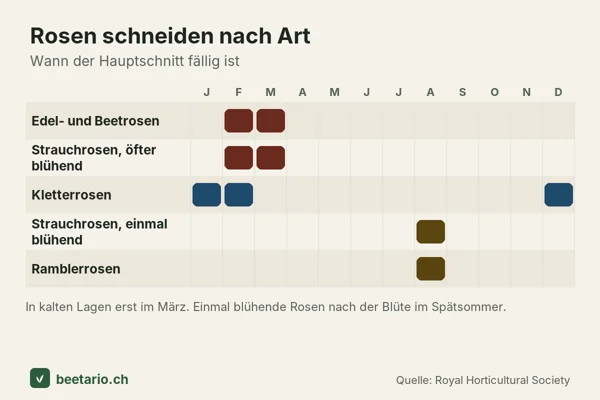 Rosen schneiden nach Art
Wann der Hauptschnitt fällig ist
J F M A M J J A S O N D
Edel- und Beetrosen
Strauchrosen, öfter
blühend
Kletterrosen
Strauchrosen, einmal
blühend
Ramblerrosen
In kalten Lagen erst im März. Einmal blühende Rosen nach der Blüte im Spätsommer.
beetario.ch
Quelle: Royal Horticultural Society